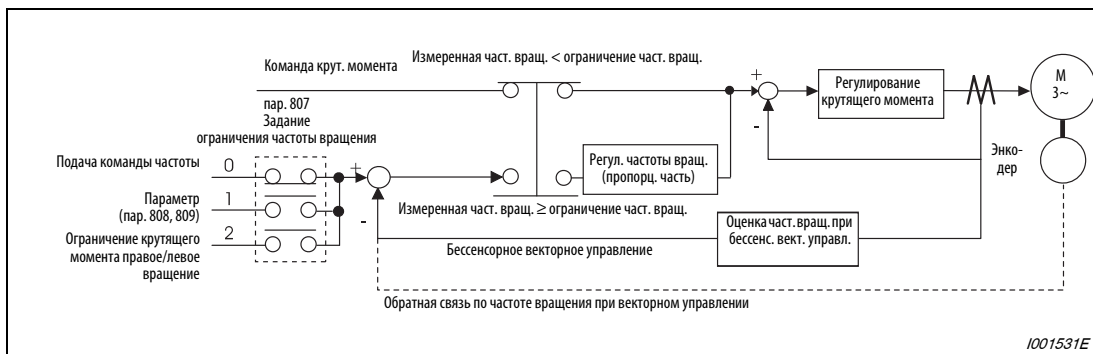 Команда крут. момента
Измеренная част. вращ. < ограничение част. вращ.
пар. 807
Задание
ограничения частоты вращения
Подача команды частоты
0
Параметр
(пар. 808, 809)
1
Ограничение крутящего
момента правое/левое
вращение
2
+
-
Измеренная част. вращ. ≥ ограничение част. вращ.
Регул. частоты вращ.
(пропорц. часть)
+
-
Регулирование
крутящего момента
M
3~
Энко-
дер
Оценка част. вращ. при
бессенс. вект. управл.
Бессенсорное векторное управление
Обратная связь по частоте вращения при векторном управлении
I001531E